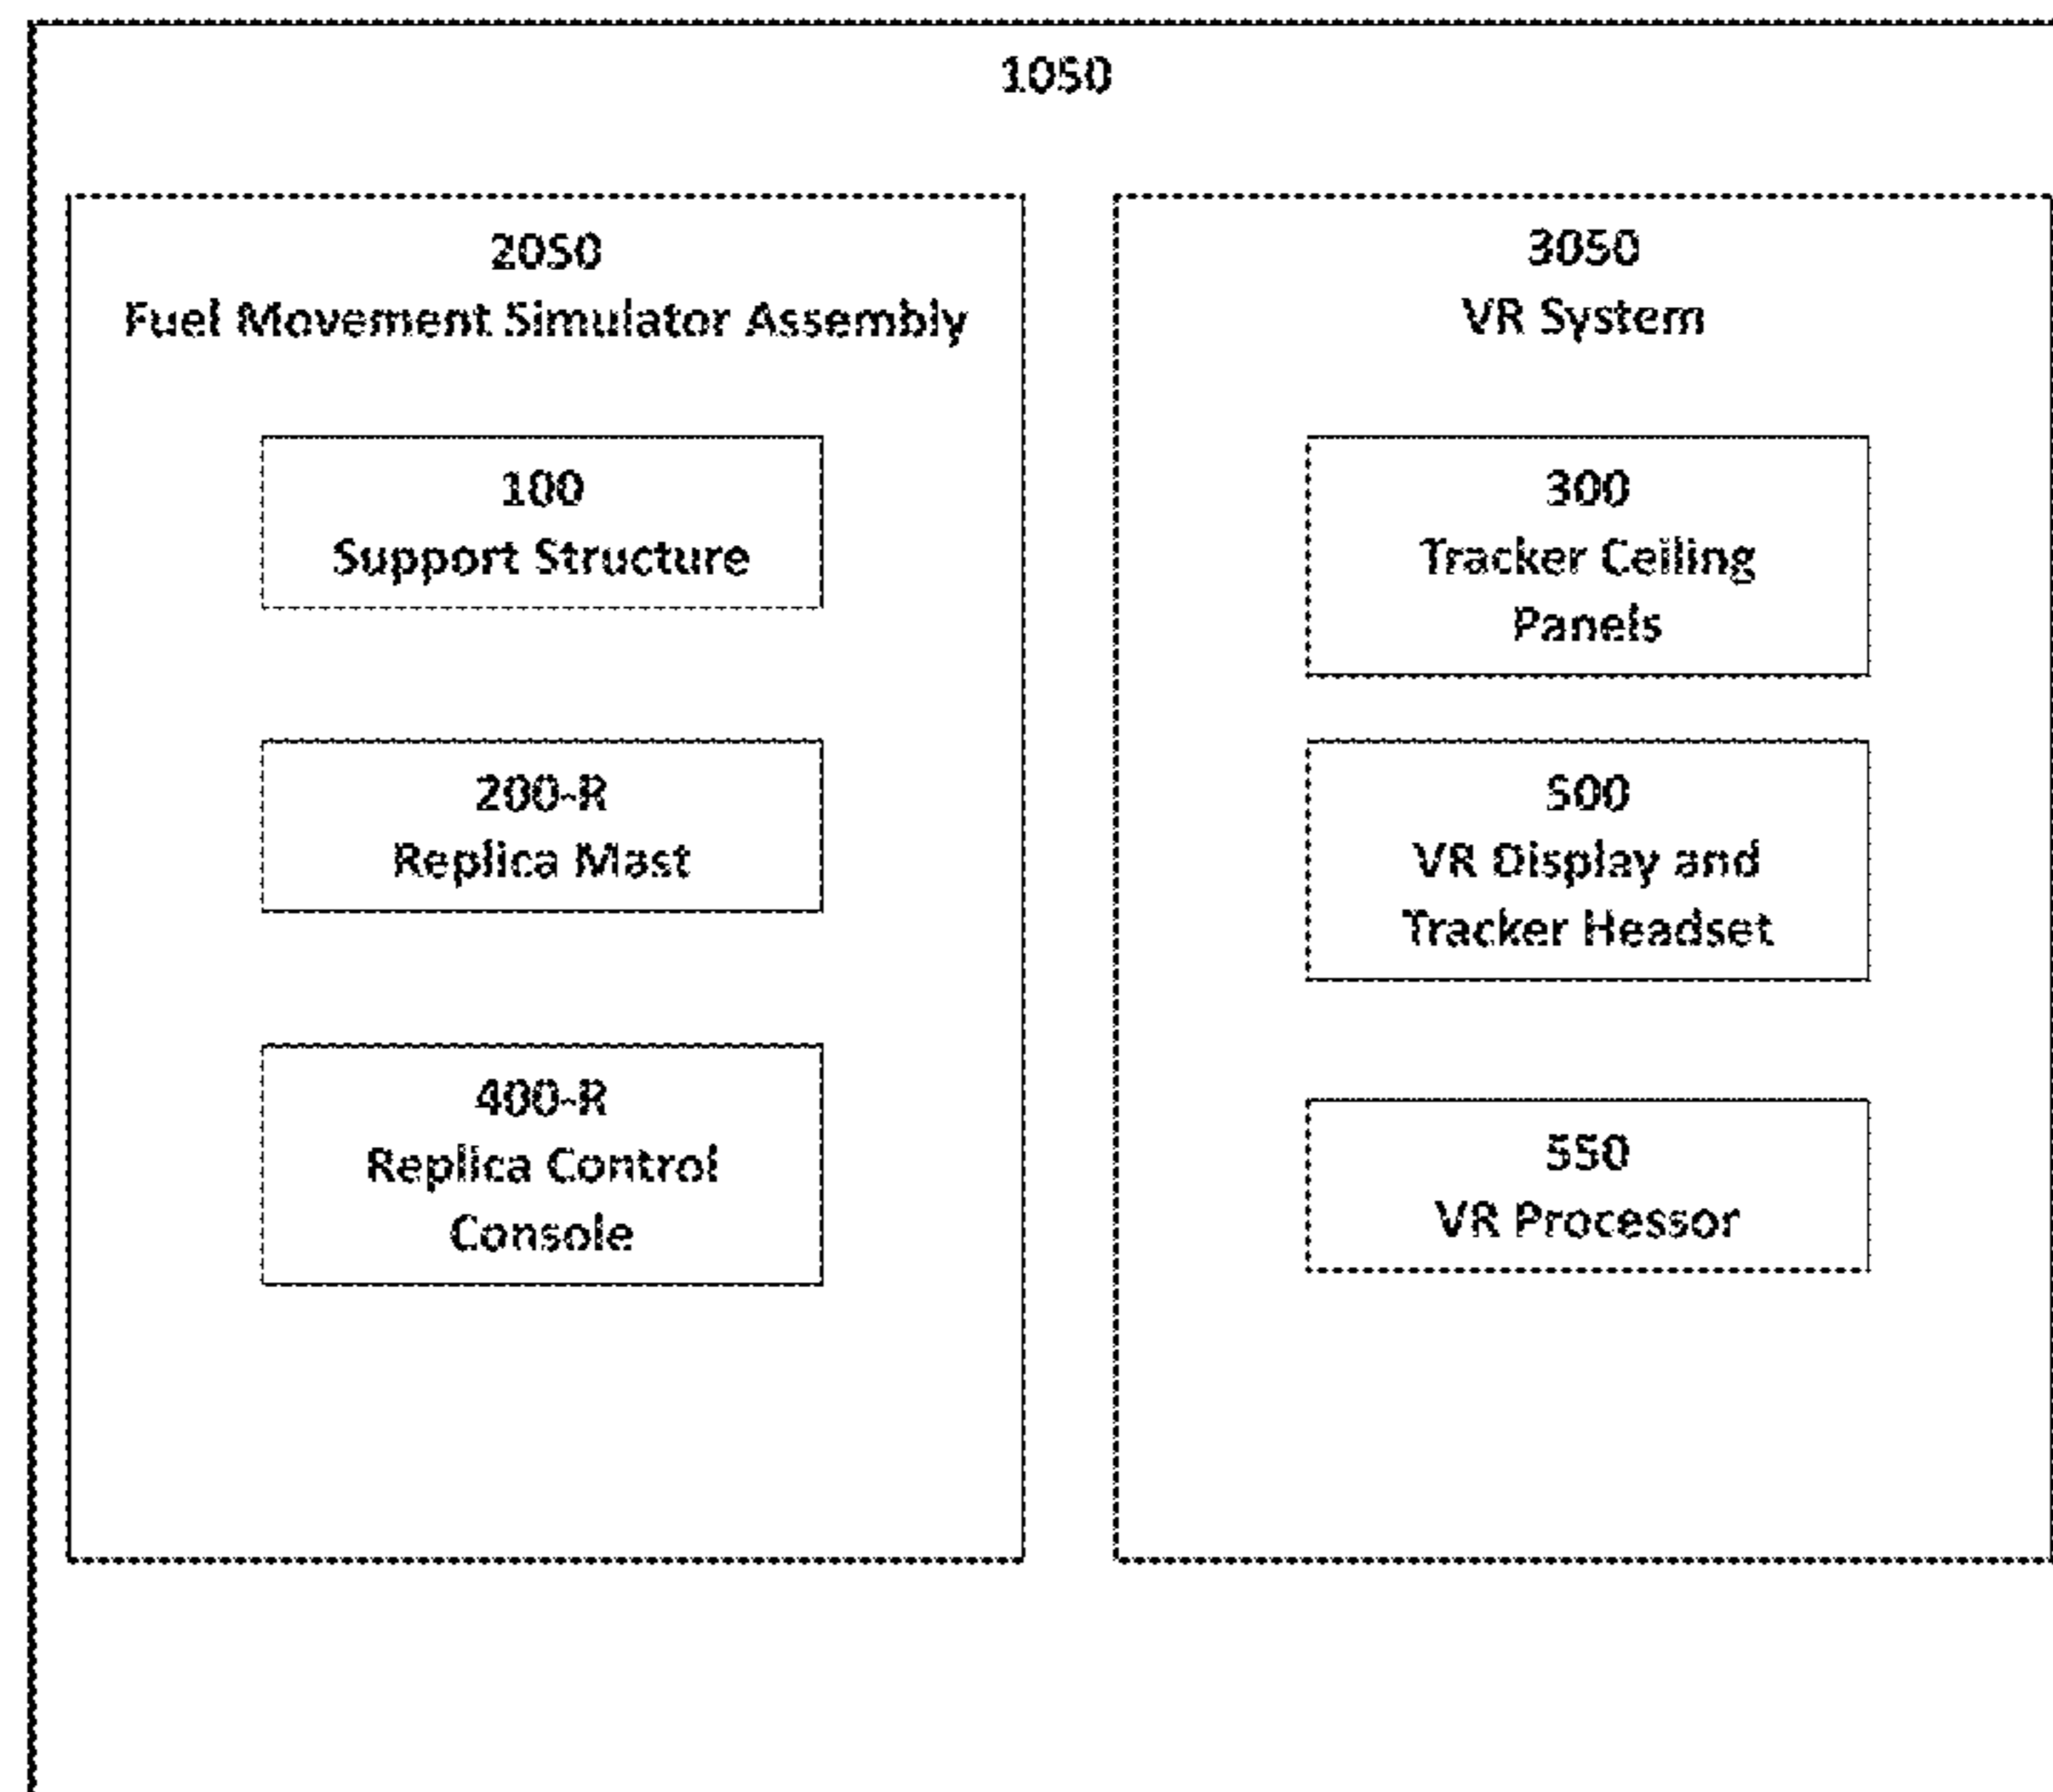 1050
2050
Fuel Movement Simulator Assembly
100
Support Structure
200-R
Replica Mast
400-R
Replica Control
Console
3050
VR System
300
Tracker Ceiling
Panels
500
VR Display and
Tracker Headset
550
VR Processor